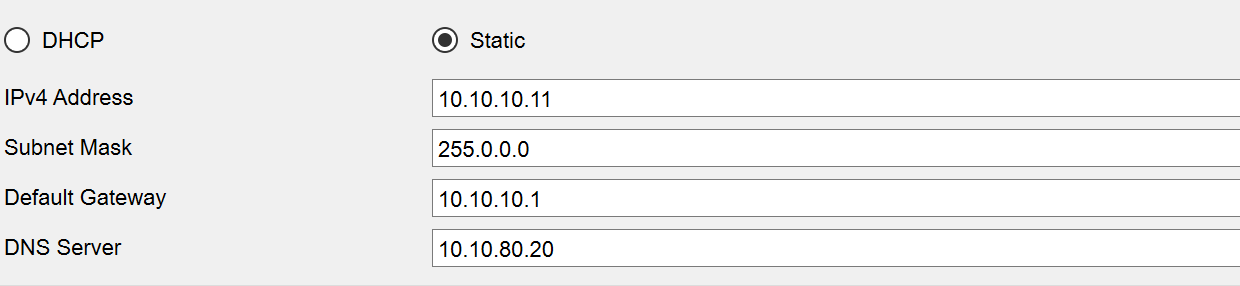 DHCP Static
IPv4 Address 10.10.10.11
Subnet Mask 255.0.0.0
Default Gateway 10.10.10.1
DNS Server 10.10.80.20